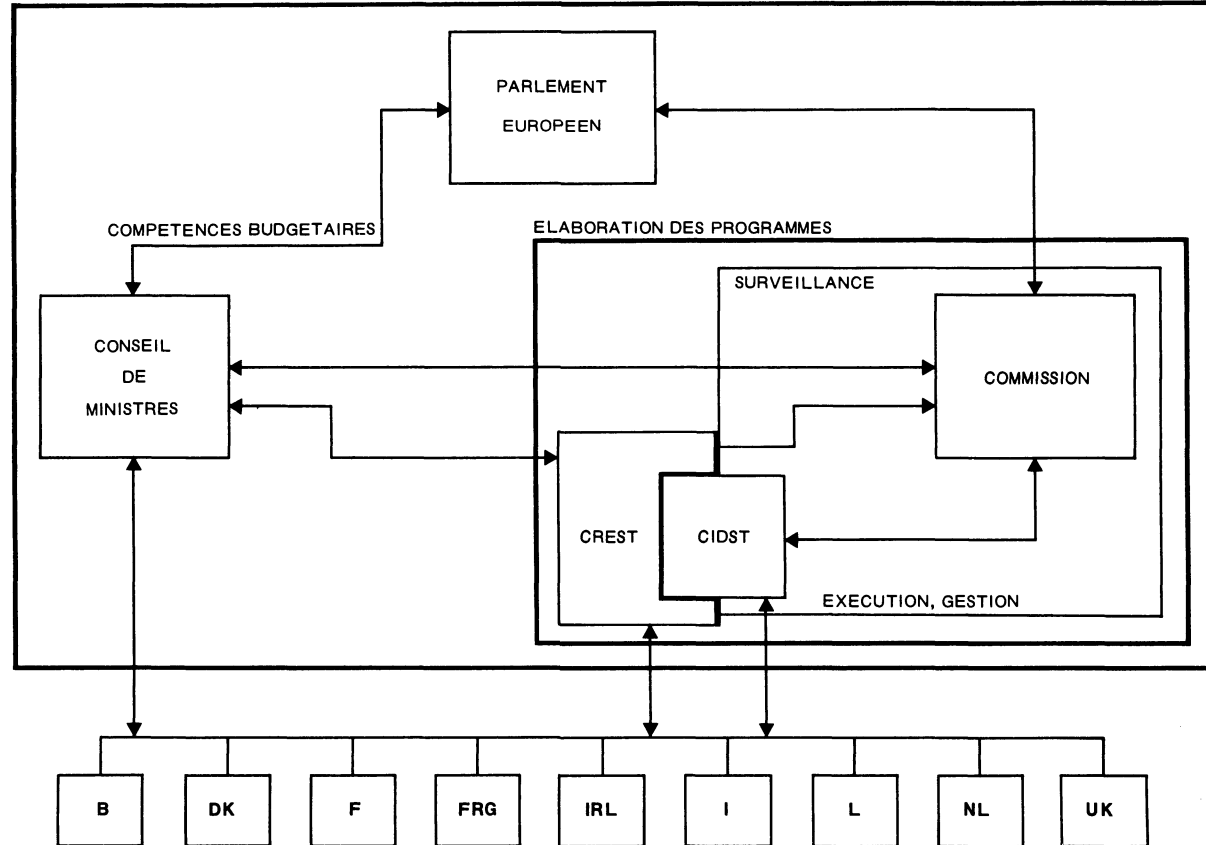 PARLEMENT
EUROPEEN
COMPETENCES BUDGETAIRES
ELABORATION DES PROGRAMMES
SURVEILLANCE
CONSEIL
DE
MINISTRES
COMMISSION
CREST
CIDST
EXECUTION, GESTION
B
DK
F
FRG
IRL
I
L
NL
UK